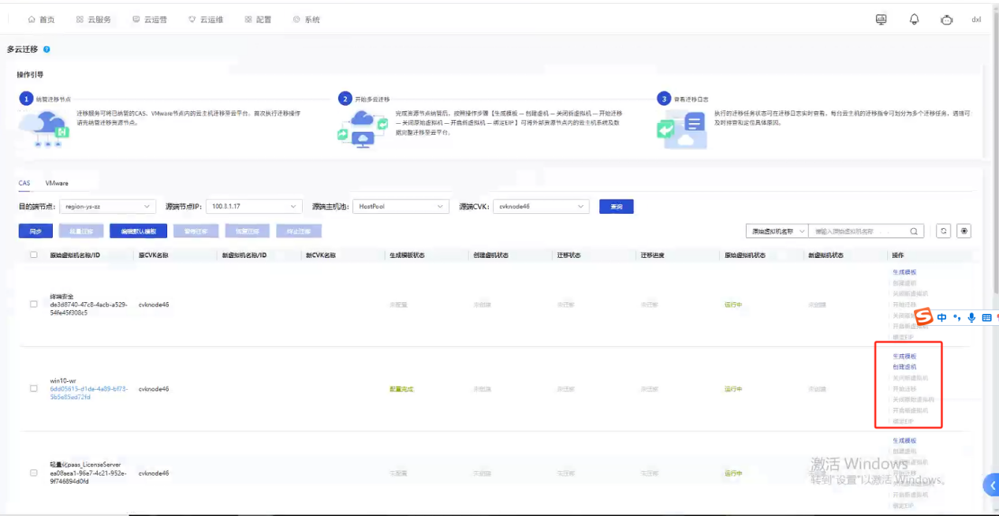 首页 云服务 云运营 云运维 配置 系统 dxl
多云迁移 ?
操作引导
1 纳管迁移节点 2 开始多云迁移 3 查看迁移日志
迁移服务可将已纳管的CAS、VMware节点内的云主机迁移至云平台。首次执行迁移操作
请先纳管迁移资源节点。
完成资源节点纳管后，按照操作步骤【生成模板 — 创建虚机 — 关闭新虚拟机 — 开始迁移
— 关闭原始虚拟机 — 开启新虚拟机 — 绑定EIP 】可将外部资源节点内的云主机系统及数
据完整迁移至云平台。
执行的迁移任务状态可在迁移日志实时查看，每台云主机的迁移指令可划分为多个迁移任务，遇错可
及时排查和定位具体原因。
CAS VMware
目的端节点: region-ys-zz 源端节点IP: 100.3.1.17 源端主机池: HostPool 源端CVK: cvknode46 查询
同步 批量迁移 编辑默认模板 暂停迁移 恢复迁移 终止迁移 原始虚拟机名称 请输入原始虚拟机名称
原始虚拟机名称/ID 原CVK名称 新虚拟机名称/ID 新CVK名称 生成模板状态 创建虚机状态 迁移状态 迁移进度 原始虚拟机状态 新虚拟机状态 操作
生成模板
创建虚机
关闭新虚拟机
终端安全
de3d8740-47c8-4acb-a529-
54fe45f308c5
cvknode46 未配置 未创建 未迁移 未迁移 运行中 未创建
开始迁移
开启新虚拟机
绑定EIP
中
win10-wr
6dd05615-d1de-4a89-bf73-
5b5e85ed72fd
cvknode46 配置完成 未创建 未迁移 未迁移 运行中 未创建
生成模板
创建虚机
关闭新虚拟机
开始迁移
关闭原始虚拟机
开启新虚拟机
绑定EIP
轻量化paas_LicenseServer
ea08aea1-96e7-4c21-952e-
9f746894d0fd
cvknode46 未配置 未创建 未迁移 未迁移 运行中
生成模板
创建虚机
开启新虚拟机
绑定EIP
激活 Windows
转到"设置"以激活 Windows。